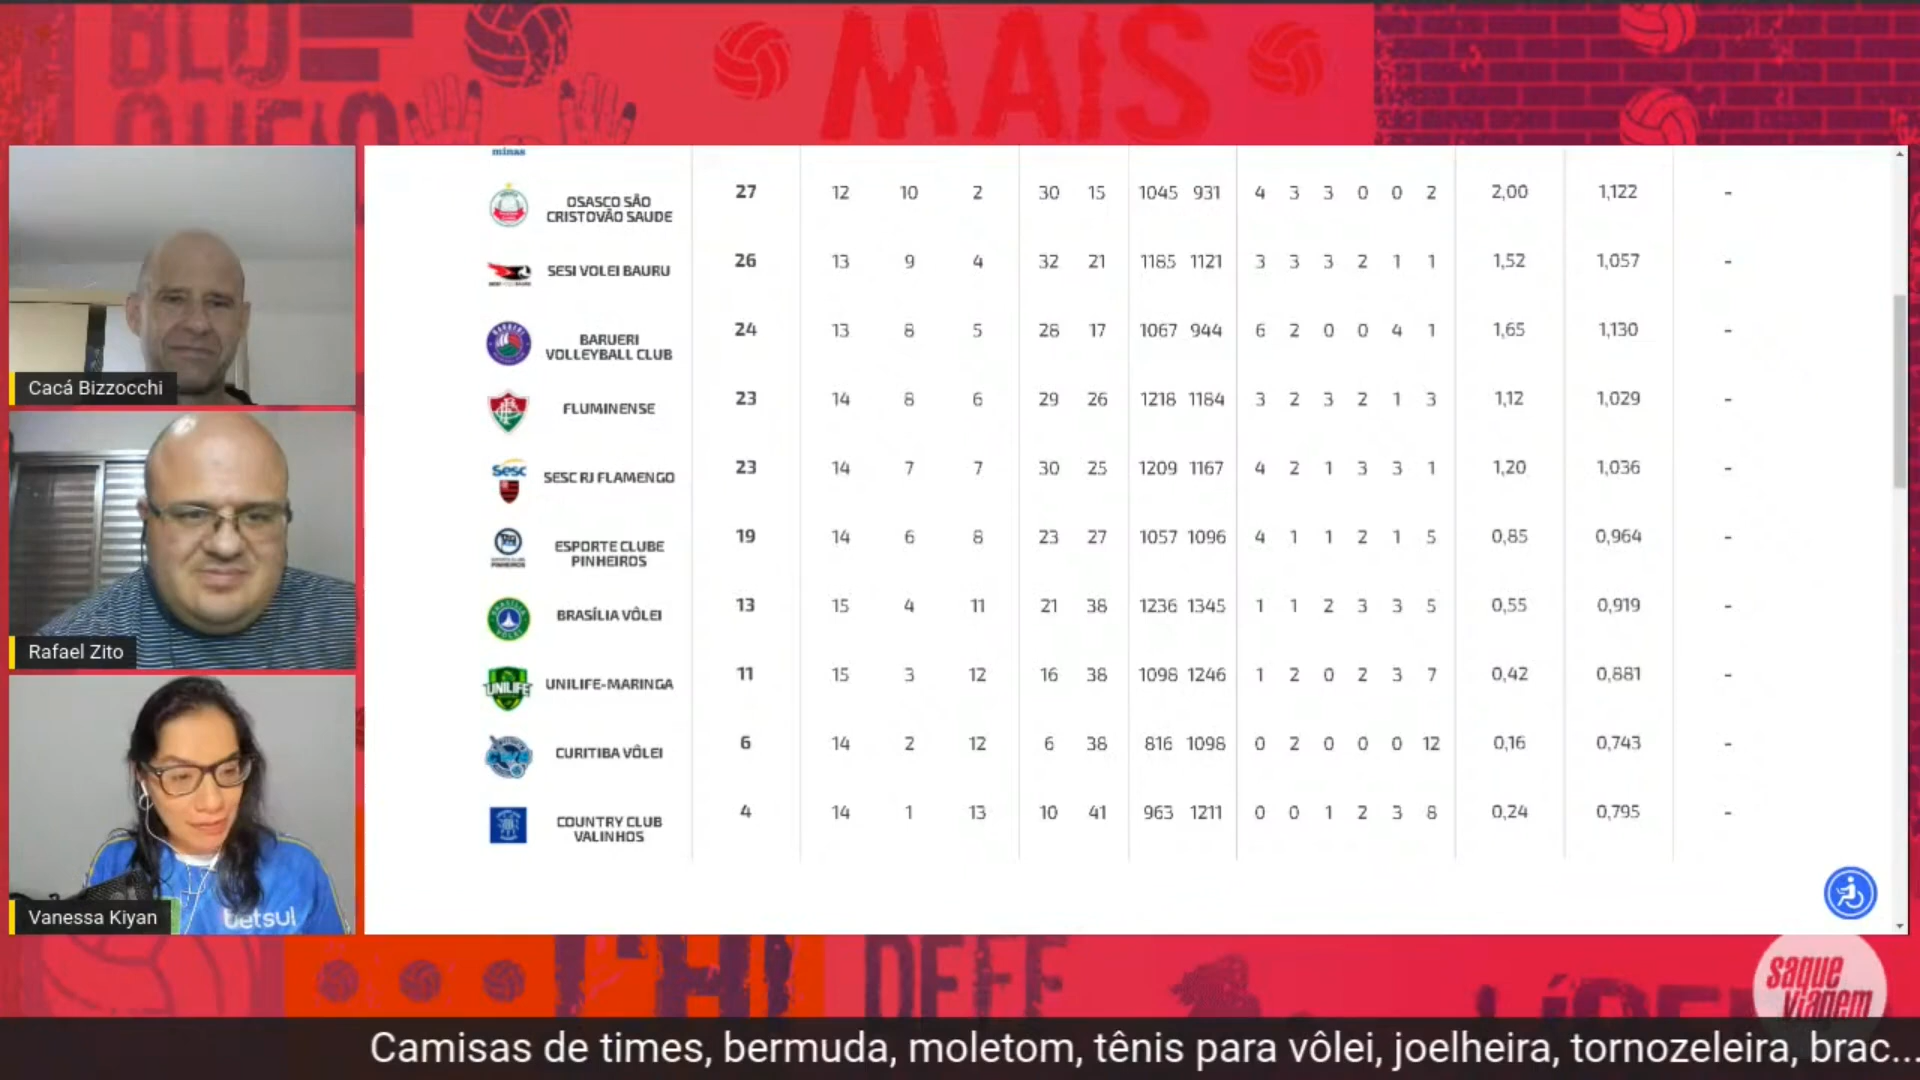 BLO
QUEIO
MAIS
minas
OSASCO SÃO
CRISTOVÃO SAUDE
27 12 10 2 30 15 1045 931 4 3 3 0 0 2 2,00 1,122 -
SESI VOLEI BAURU 26 13 9 4 32 21 1185 1121 3 3 3 2 1 1 1,52 1,057 -
BARUERI
VOLLEYBALL CLUB
24 13 8 5 28 17 1067 944 6 2 0 0 4 1 1,65 1,130 -
FLUMINENSE 23 14 8 6 29 26 1218 1184 3 2 3 2 1 3 1,12 1,029 -
Sesc
SESC RJ FLAMENGO 23 14 7 7 30 25 1209 1167 4 2 1 3 3 1 1,20 1,036 -
ESPORTE CLUBE
PINHEIROS
19 14 6 8 23 27 1057 1096 4 1 1 2 1 5 0,85 0,964 -
BRASÍLIA VÔLEI 13 15 4 11 21 38 1236 1345 1 1 2 3 3 5 0,55 0,919 -
UNILIFE
UNILIFE-MARINGA 11 15 3 12 16 38 1098 1246 1 2 0 2 3 7 0,42 0,881 -
CURITIBA VÔLEI 6 14 2 12 6 38 816 1098 0 2 0 0 0 12 0,16 0,743 -
COUNTRY CLUB
VALINHOS
4 14 1 13 10 41 963 1211 0 0 1 2 3 8 0,24 0,795 -
Cacá Bizzocchi
Rafael Zito
Vanessa Kiyan
betsul
DEFE
saque
viagem
Camisas de times, bermuda, moletom, tênis para vôlei, joelheira, tornozeleira, brac...